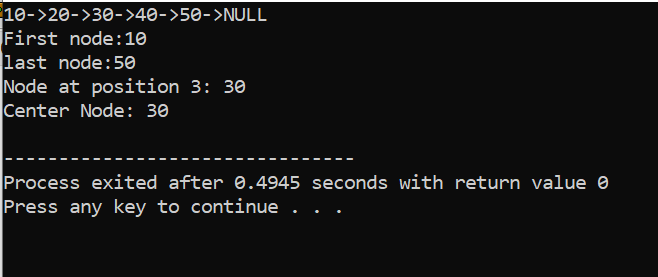 10->20->30->40->50->NULL
First node:10
last node:50
Node at position 3: 30
Center Node: 30
--------------------------------
Process exited after 0.4945 seconds with return value 0
Press any key to continue . . .